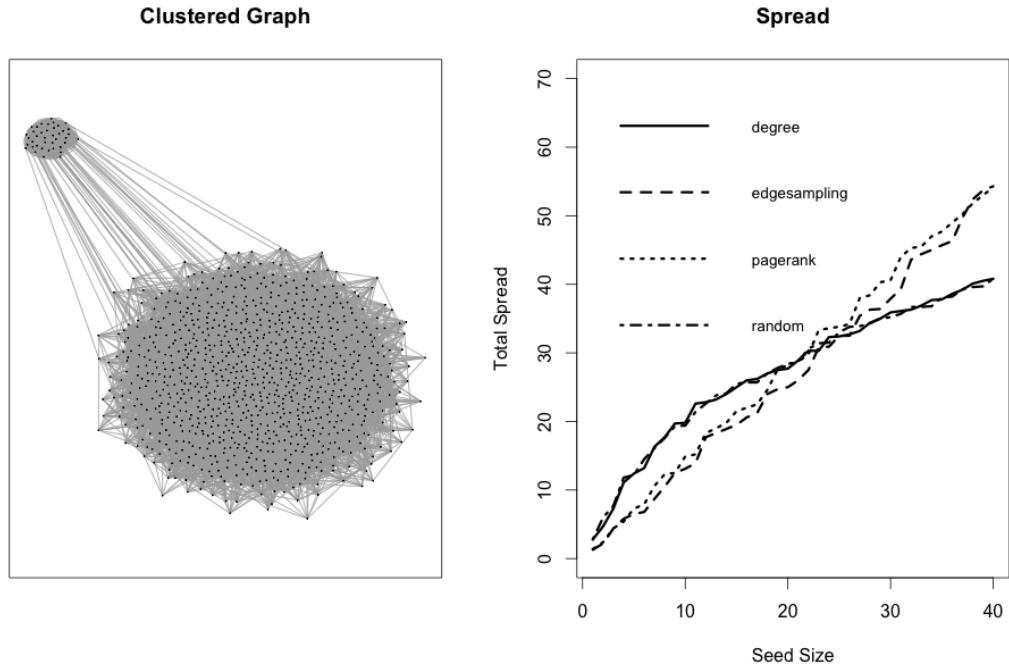 Clustered Graph
Spread
Total Spread
70
60
50
40
30
20
10
0
degree
edgesampling
pagerank
random
0 10 20 30 40
Seed Size